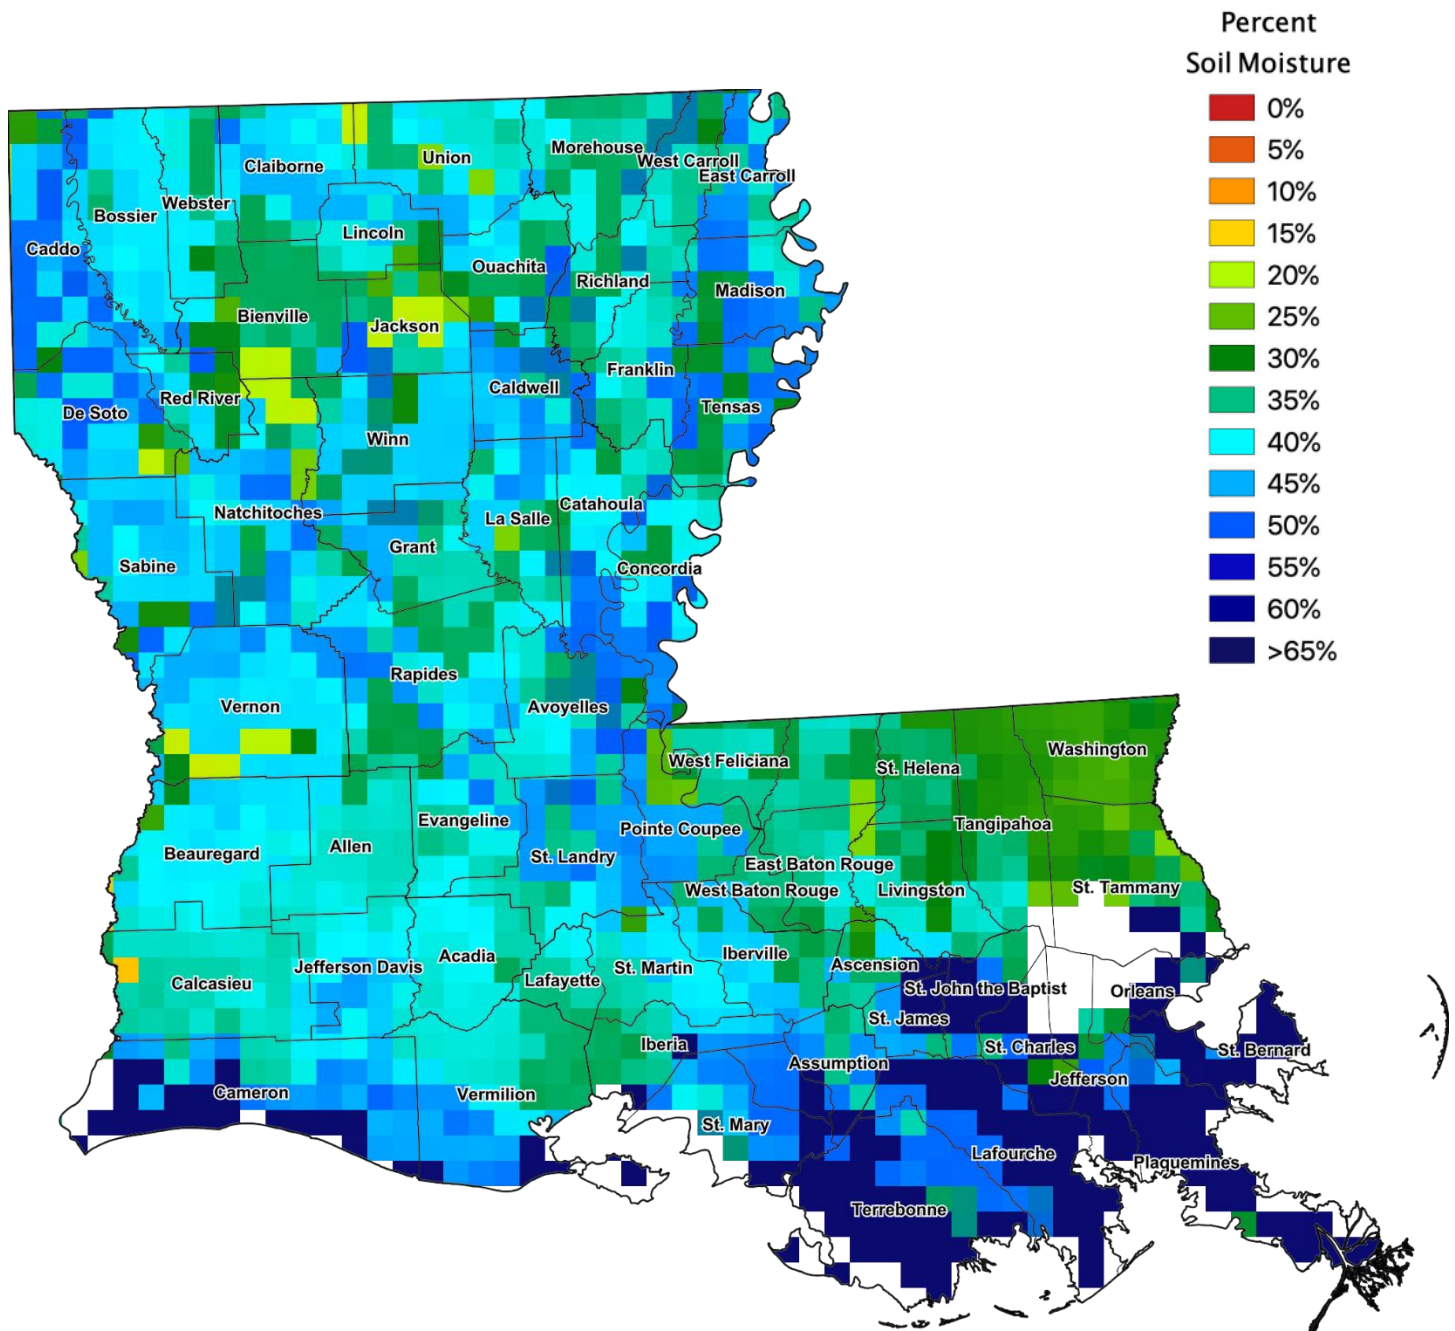 Percent
Soil Moisture
0%
5%
10%
15%
20%
25%
30%
35%
40%
45%
50%
55%
60%
>65%
Union
Morehouse
West Carroll
East Carroll
Claiborne
Webster
Bossier
Lincoln
Caddo
Ouachita
Richland
Madison
Bienville
Jackson
Franklin
Caldwell
Red River
De Soto
Tensas
Winn
Natchitoches
Catahoula
La Salle
Grant
Sabine
Concordia
Rapides
Vernon
Avoyelles
Washington
West Feliciana
St. Helena
Evangeline
Tangipahoa
Pointe Coupee
Allen
Beauregard
St. Landry
East Baton Rouge
West Baton Rouge
Livingston
St. Tammany
Acadia
Iberville
Jefferson Davis
St. Martin
Ascension
Lafayette
Calcasieu
St. John the Baptist
Orleans
St. James
Iberia
St. Charles
St. Bernard
Assumption
Jefferson
Cameron
Vermilion
St. Mary
Lafourche
Plaquemines
Terrebonne